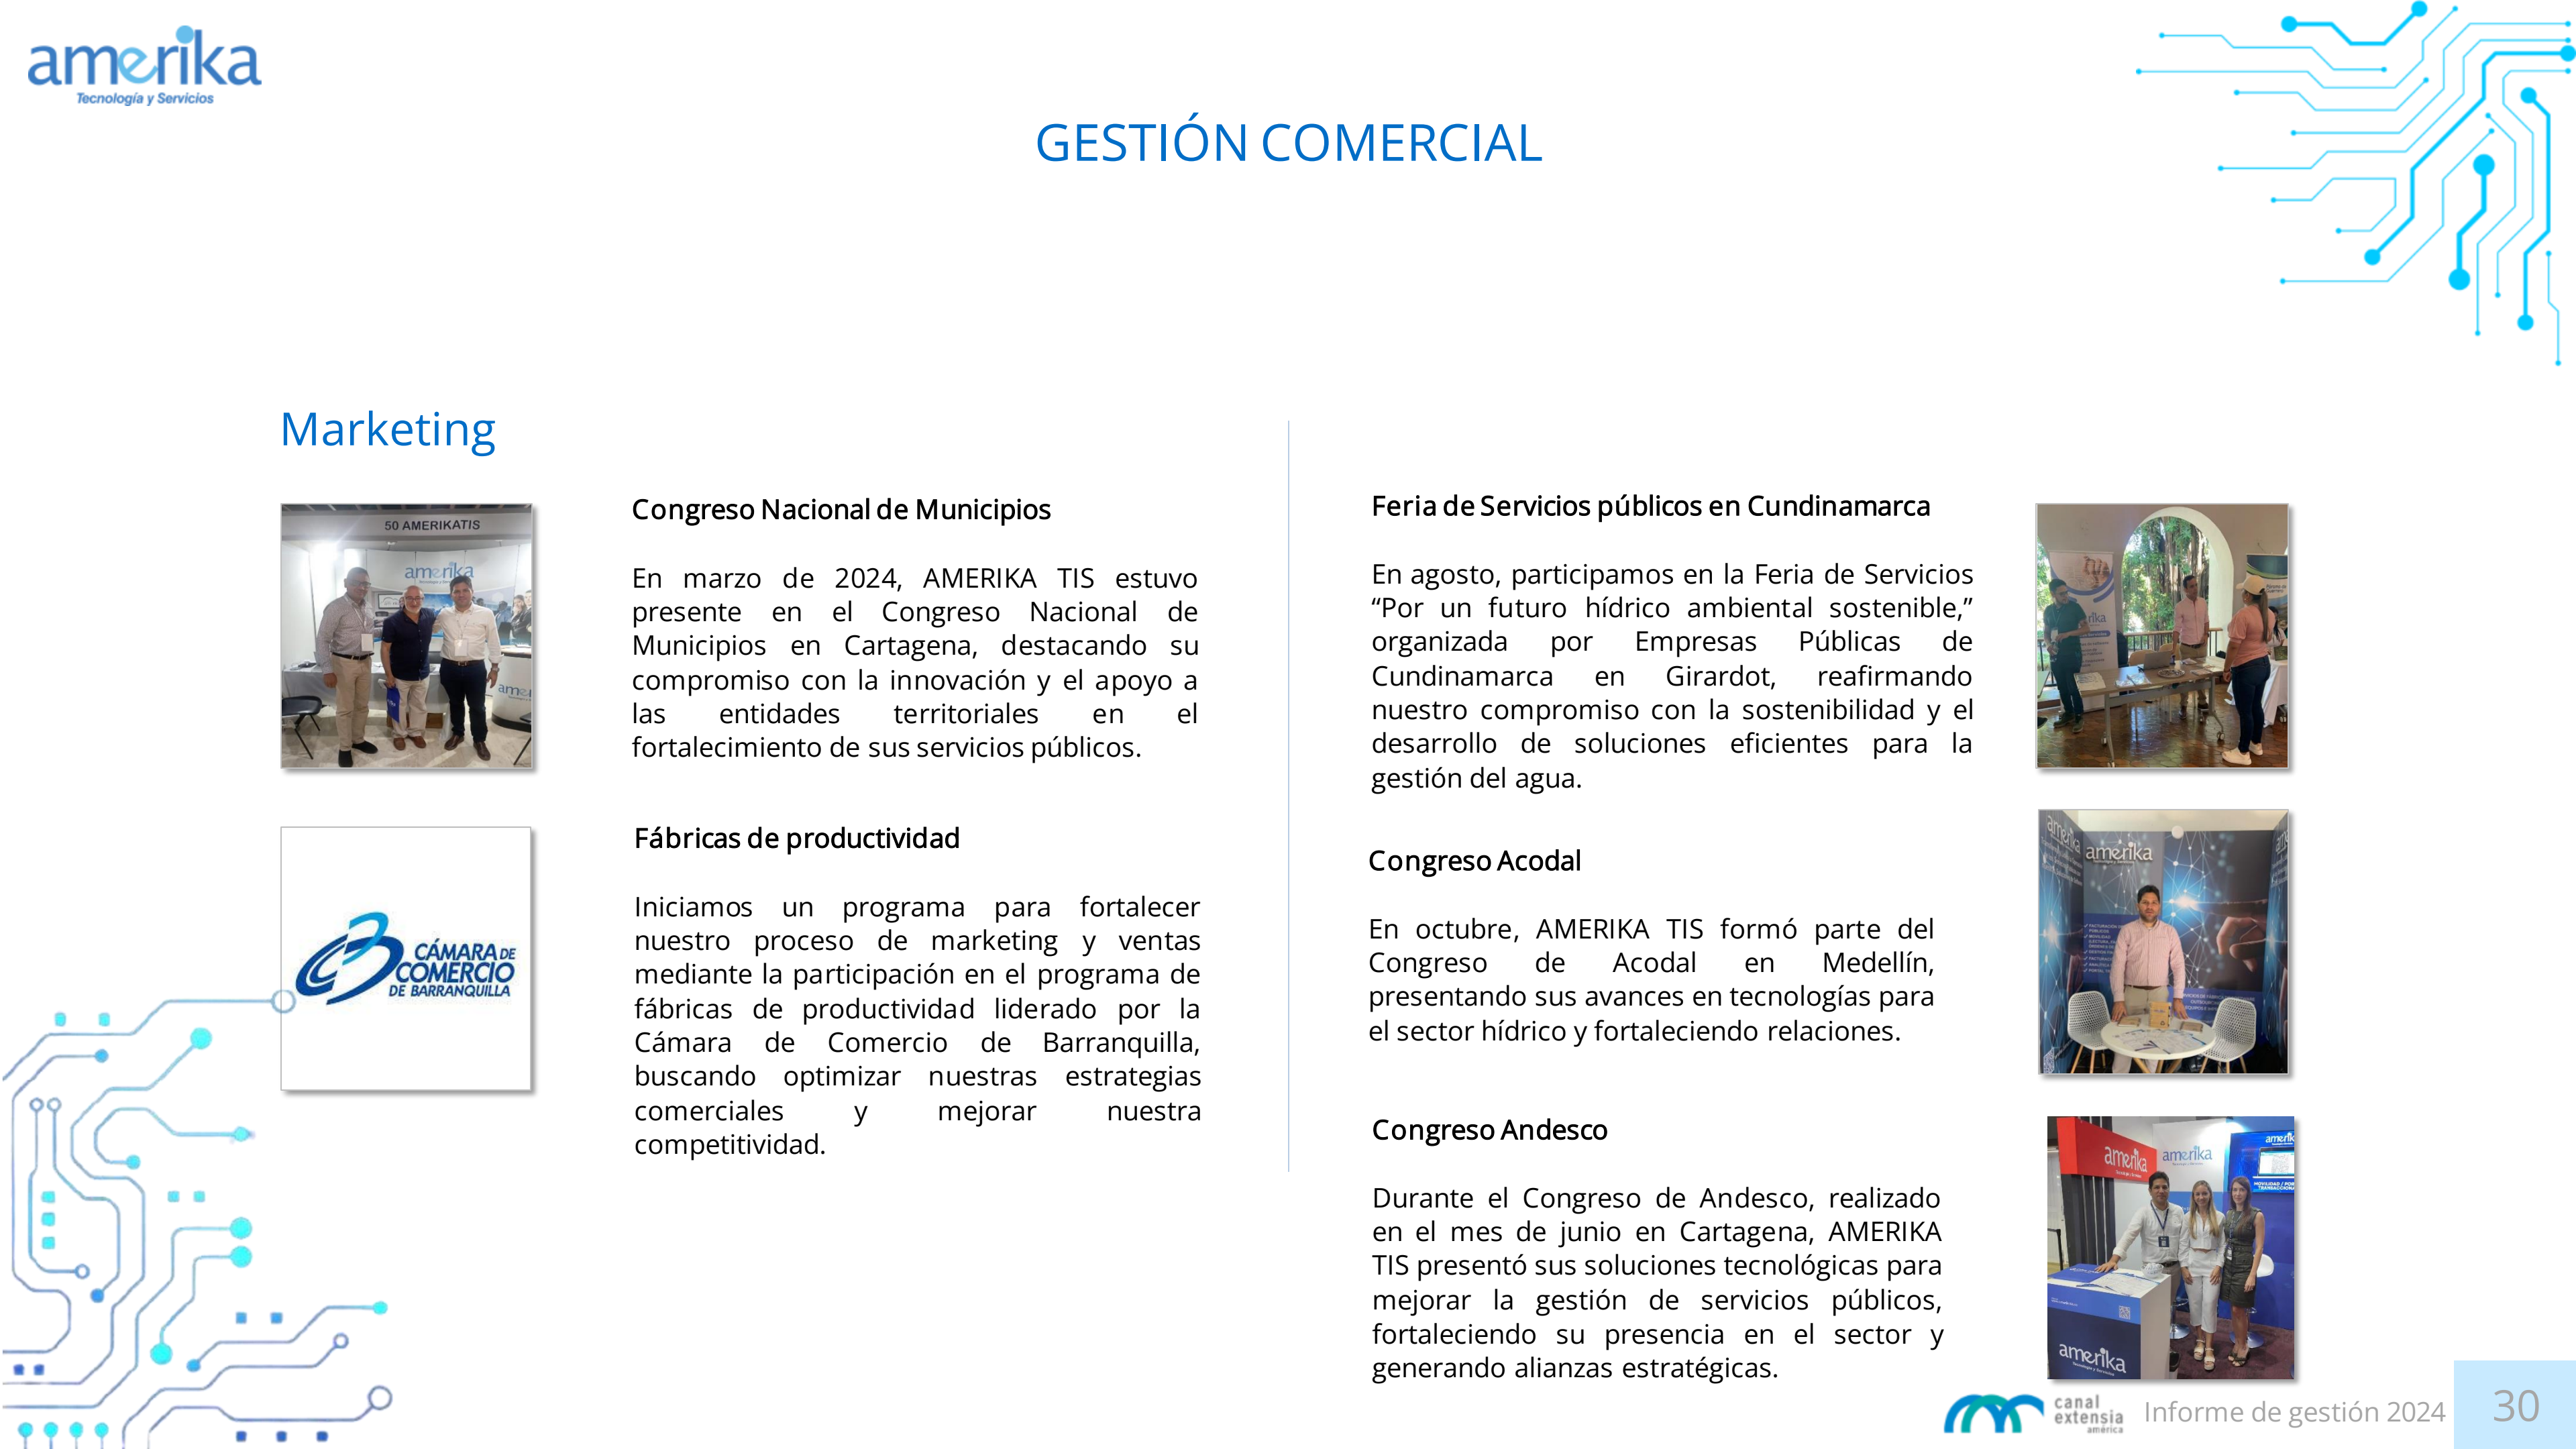 amerika
Tecnología y Servicios
GESTIÓN COMERCIAL
Marketing
50 AMERIKATIS
amerika
Congreso Nacional de Municipios
En marzo de 2024, AMERIKA TIS estuvo
presente en el Congreso Nacional de
Municipios en Cartagena, destacando su
compromiso con la innovación y el apoyo a
las entidades territoriales en el
fortalecimiento de sus servicios públicos.
CÁMARA DE
COMERCIO
DE BARRANQUILLA
Fábricas de productividad
Iniciamos un programa para fortalecer
nuestro proceso de marketing y ventas
mediante la participación en el programa de
fábricas de productividad liderado por la
Cámara de Comercio de Barranquilla,
buscando optimizar nuestras estrategias
comerciales y mejorar nuestra
competitividad.
Feria de Servicios públicos en Cundinamarca
En agosto, participamos en la Feria de Servicios
“Por un futuro hídrico ambiental sostenible,”
organizada por Empresas Públicas de
Cundinamarca en Girardot, reafirmando
nuestro compromiso con la sostenibilidad y el
desarrollo de soluciones eficientes para la
gestión del agua.
Congreso Acodal
En octubre, AMERIKA TIS formó parte del
Congreso de Acodal en Medellín,
presentando sus avances en tecnologías para
el sector hídrico y fortaleciendo relaciones.
amerika
Congreso Andesco
Durante el Congreso de Andesco, realizado
en el mes de junio en Cartagena, AMERIKA
TIS presentó sus soluciones tecnológicas para
mejorar la gestión de servicios públicos,
fortaleciendo su presencia en el sector y
generando alianzas estratégicas.
amerika
amerika
amerika
canal
extensia
américa
Informe de gestión 2024
30